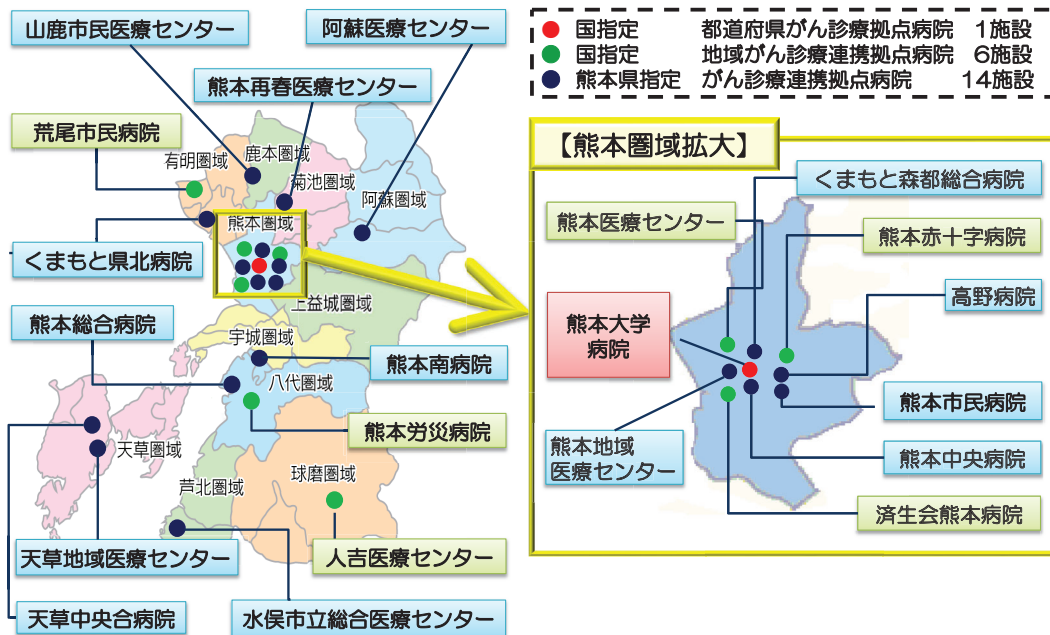 山鹿市民医療センター
阿蘇医療センター
熊本再春医療センター
荒尾市民病院
有明圏域
鹿本圏域
菊池圏域
阿蘇圏域
熊本圏域
くまもと県北病院
上益城圏域
熊本総合病院
宇城圏域
熊本南病院
八代圏域
熊本労災病院
天草圏域
芦北圏域
球磨圏域
天草地域医療センター
人吉医療センター
天草中央合病院
水俣市立総合医療センター
国指定 都道府県がん診療拠点病院 1施設
国指定 地域がん診療連携拠点病院 6施設
熊本県指定 がん診療連携拠点病院 14施設
【熊本圏域拡大】
くまもと森都総合病院
熊本医療センター
熊本赤十字病院
高野病院
熊本大学
病院
熊本市民病院
熊本地域
医療センター
熊本中央病院
済生会熊本病院